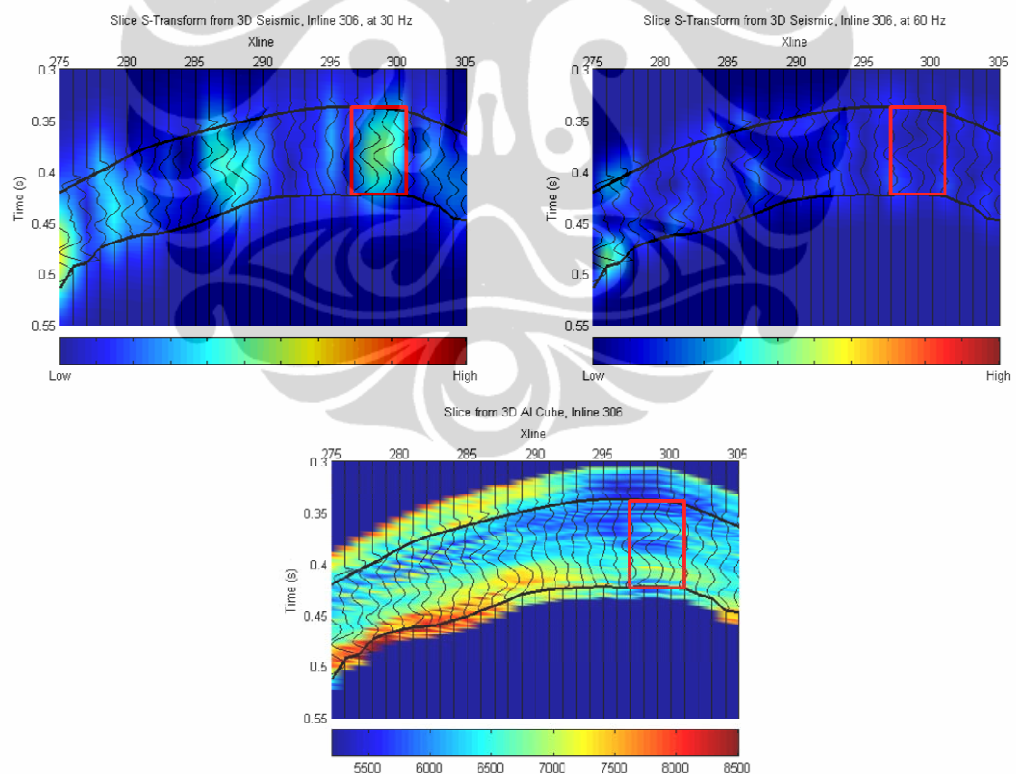 Slice S-Transform from 3D Seismic, Inline 306, at 30 Hz
Xline
275 280 285 290 295 300 305
0.3
0.35
0.4
0.45
0.5
0.55
Time (s)
Low High
Slice S-Transform from 3D Seismic, Inline 306, at 60 Hz
Xline
275 280 285 290 295 300 305
0.3
0.35
0.4
0.45
0.5
0.55
Time (s)
Low High
Slice from 3D AI Cube, Inline 306
Xline
275 280 285 290 295 300 305
0.3
0.35
0.4
0.45
0.5
0.55
Time (s)
5500 6000 6500 7000 7500 8000 8500